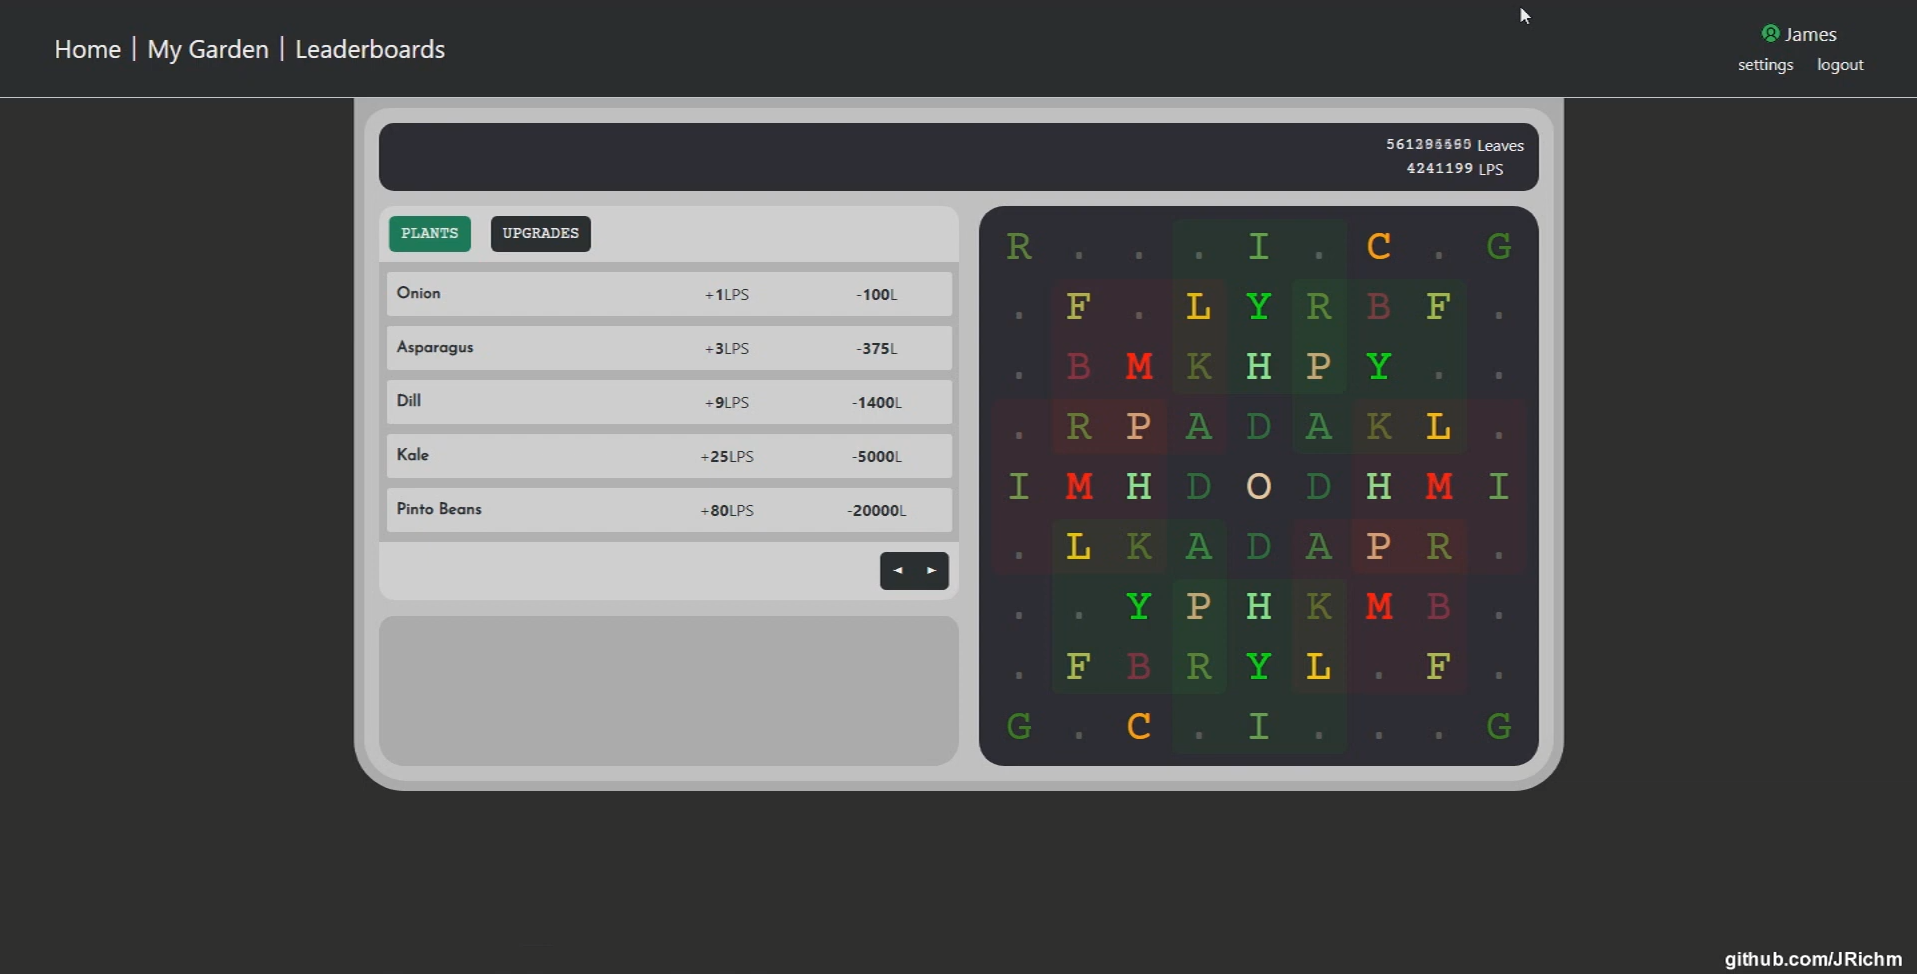 Home | My Garden | Leaderboards
James
settings logout
Leaves
4241199 LPS
PLANTS UPGRADES
Onion +1LPS -100L
Asparagus +3LPS -375L
Dill +9LPS -1400L
Kale +25LPS -5000L
Pinto Beans +80LPS -20000L
R . . . I . C . G
. F . L Y R B F .
. B M K H P Y . .
. R P A D A K L .
I M H D O D H M I
. L K A D A P R .
. . Y P H K M B .
. F B R Y L . F .
G . C . I . . . G
github.com/JRichm